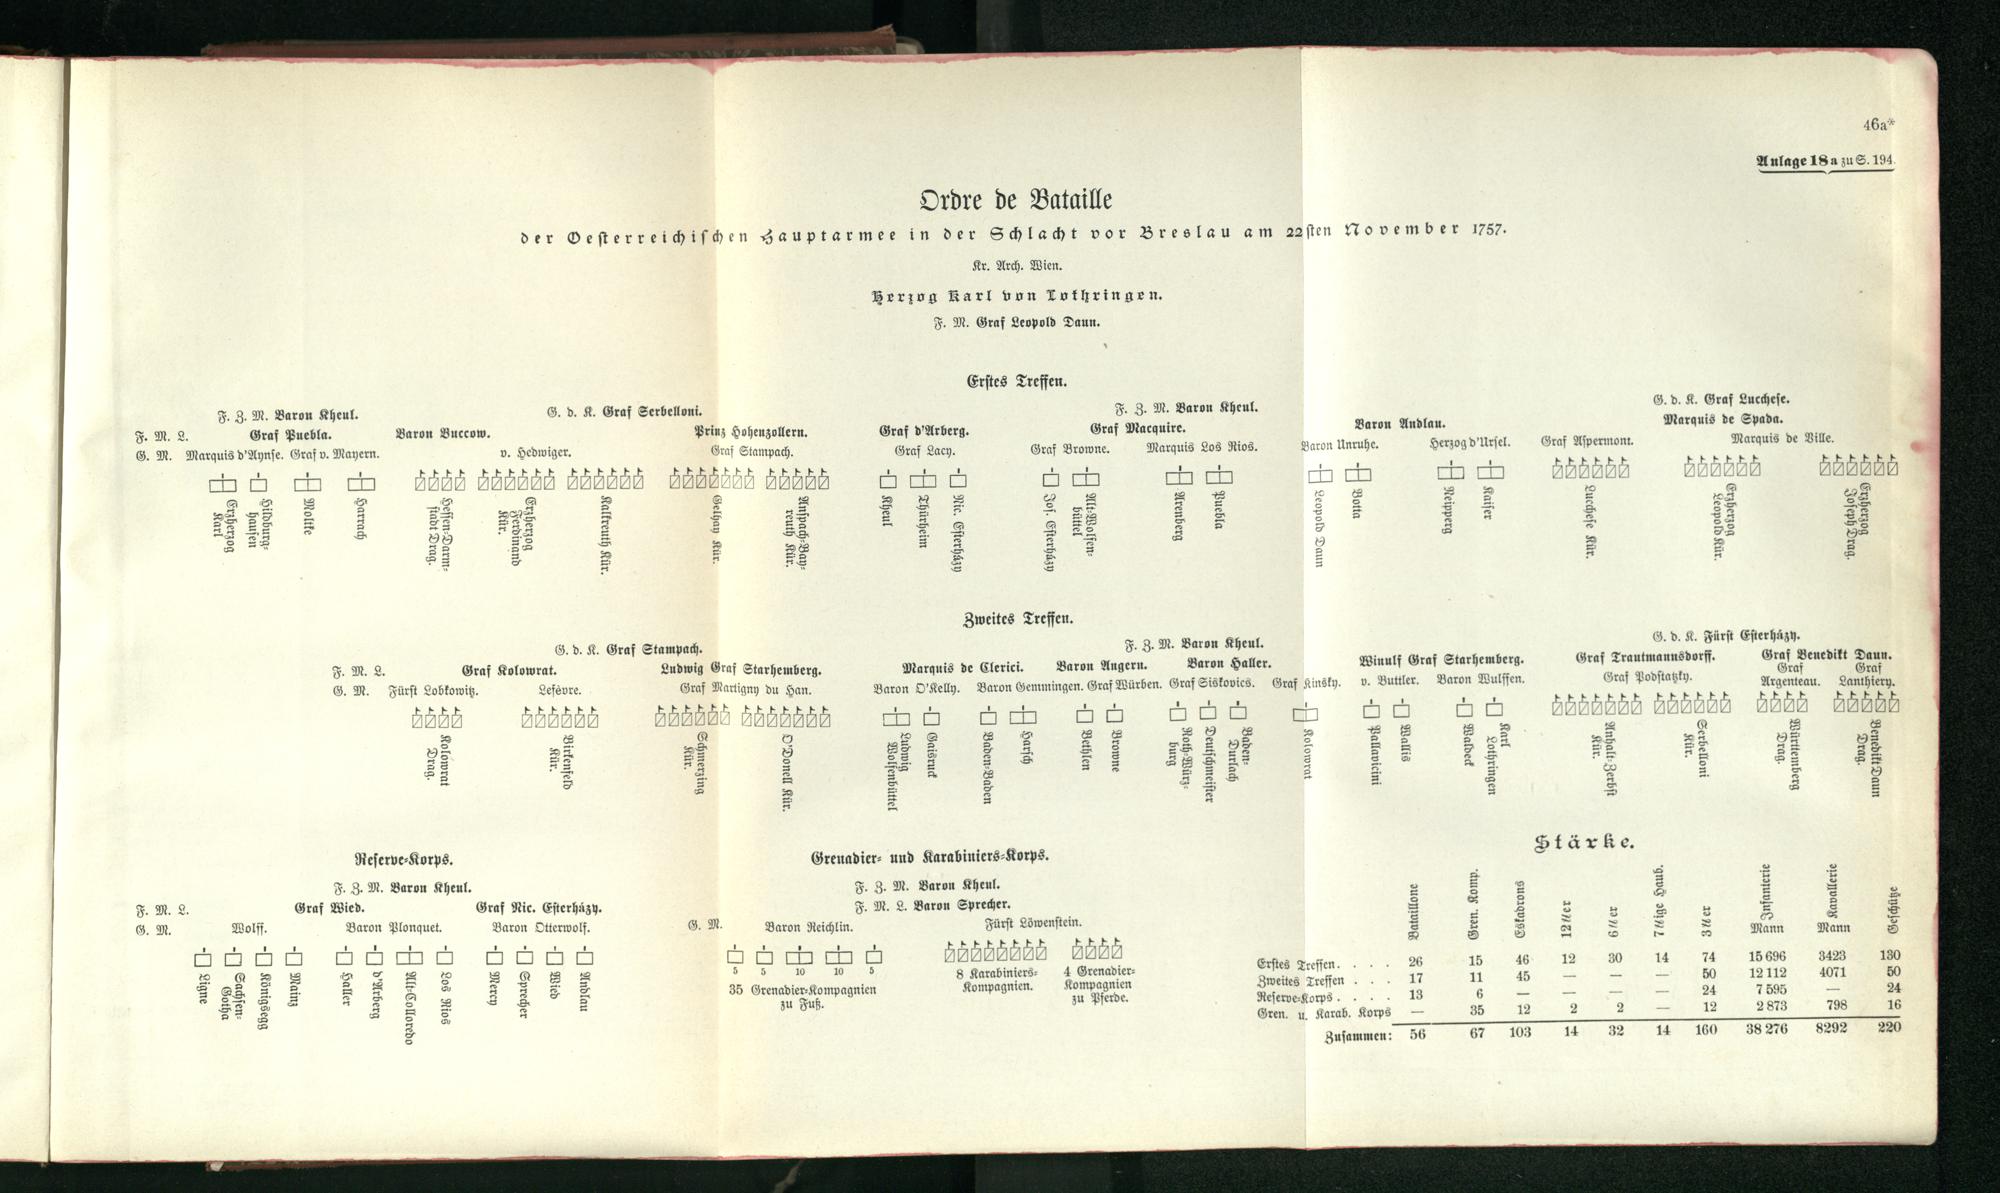 46a*
Anlage 18a zu S. 194.
Ordre de Bataille
der Oesterreichischen Hauptarmee in der Schlacht vor Breslau am 22sten November 1757.
Kr. Arch. Wien.
Herzog Karl von Lothringen.
F. M. Graf Leopold Daun.
Erstes Treffen.
F. Z. M. Baron Kheul. G. d. K. Graf Serbelloni. F. Z. M. Baron Kheul. G. d. K. Graf Lucchese.
F. M. L. Graf Puebla. Baron Buccow. Prinz Hohenzollern. Graf d'Arberg. Graf Macquire. Baron Andlau. Marquis de Spada.
G. M. Marquis d'Aynse. Graf v. Mayern. v. Hedwiger. Graf Stampach. Graf Lacy. Graf Browne. Marquis Los Rios. Baron Unruhe. Herzog d'Ursel. Graf Aspermont. Marquis de Ville.
Erzherzog Karl
Hildburghausen
Moltke
Harrach
Hessen-Darmstadt Drag.
Erzherzog Ferdinand Kür.
Kalkreuth Kür.
Gelhay Kür.
Anspach-Bayreuth Kür.
Kheul
Thürheim
Nic. Esterházy
Jos. Esterházy
Alt-Wolfenbüttel
Arenberg
Puebla
Leopold Daun
Botta
Neipperg
Kaiser
Lucchese Kür.
Erzherzog Leopold Kür.
Erzherzog Joseph Drag.
Zweites Treffen.
G. d. K. Graf Stampach. F. Z. M. Baron Kheul. G. d. K. Fürst Esterházy.
F. M. L. Graf Kolowrat. Ludwig Graf Starhemberg. Marquis de Clerici. Baron Angern. Baron Haller. Winulf Graf Starhemberg. Graf Trautmannsdorff. Graf Benedikt Daun.
G. M. Fürst Lobkowitz. Lefèvre. Graf Martigny du Han. Baron O'Kelly. Baron Gemmingen. Graf Würben. Graf Siskovics. Graf Kinsky. v. Buttler. Baron Wulffen. Graf Podstatzky. Graf Argenteau. Graf Lanthiery.
Kolowrat Drag.
Birkenfeld Kür.
Schmerzing Kür.
O'Donell Kür.
Ludwig Wolfenbüttel
Gaisruck
Baden-Baden
Harsch
Bethlen
Browne
Roth-Würzburg
Deutschmeister
Baden-Durlach
Kolowrat
Pallavicini
Wallis
Waldeck
Karl Lothringen
Anhalt-Zerbst Kür.
Serbelloni Kür.
Württemberg Drag.
Benedikt Daun Drag.
Reserve-Korps.
F. Z. M. Baron Kheul.
F. M. L. Graf Wied. Graf Nic. Esterházy.
G. M. Wolff. Baron Plonquet. Baron Otterwolf.
Ligne
Sachsen-Gotha
Königsegg
Mainz
Haller
d'Arberg
Alt-Colloredo
Los Rios
Mercy
Sprecher
Wied
Andlau
Grenadier- und Karabiniers-Korps.
F. Z. M. Baron Kheul.
F. M. L. Baron Sprecher.
G. M. Baron Reichlin. Fürst Löwenstein.
5 5 10 10 5
35 Grenadier-Kompagnien
zu Fuß.
8 Karabiniers-
Kompagnien.
4 Grenadier-
Kompagnien
zu Pferde.
Stärke.
Bataillone Gren. Komp. Eskadrons 12 ℔er 6 ℔er 7 ℔ige Haub. 3 ℔er Infanterie Mann Kavallerie Mann Geschütze
Erstes Treffen. . . . 26 15 46 12 30 14 74 15 696 3423 130
Zweites Treffen . . . 17 11 45 — — — 50 12 112 4071 50
Reserve-Korps . . . . 13 6 — — — — 24 7 595 — 24
Gren. u. Karab. Korps — 35 12 2 2 — 12 2 873 798 16
Zusammen: 56 67 103 14 32 14 160 38 276 8292 220